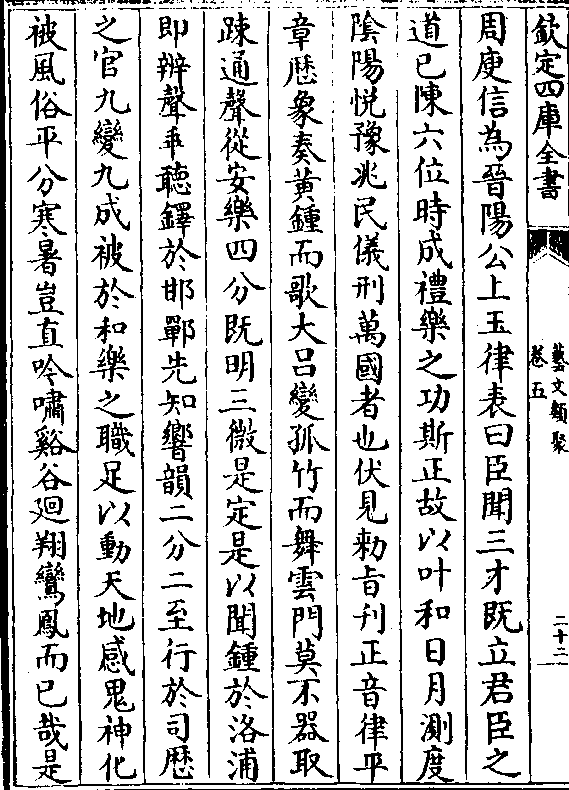 欽定四庫全書
藝文類聚
卷五
二十二
周庾信為晉陽公上玉律表曰臣聞三才既立君臣之
道已陳六位時成禮樂之功斯正故以叶和日月測度
陰陽悅豫兆民儀刑萬國者也伏見勑旨刋正音律平
章厯象奏黃鍾而歌大吕變孤竹而舞雲門莫不器取
疎通聲從安樂四分既明三微是定是以聞鍾於洛浦
即辨聲乖聽鐸於邯鄲先知響韻二分二至行於司厯
之官九變九成被於和樂之職足以動天地感鬼神化
被風俗平分寒暑豈直吟嘯谿谷廻翔鸞鳳而已哉是